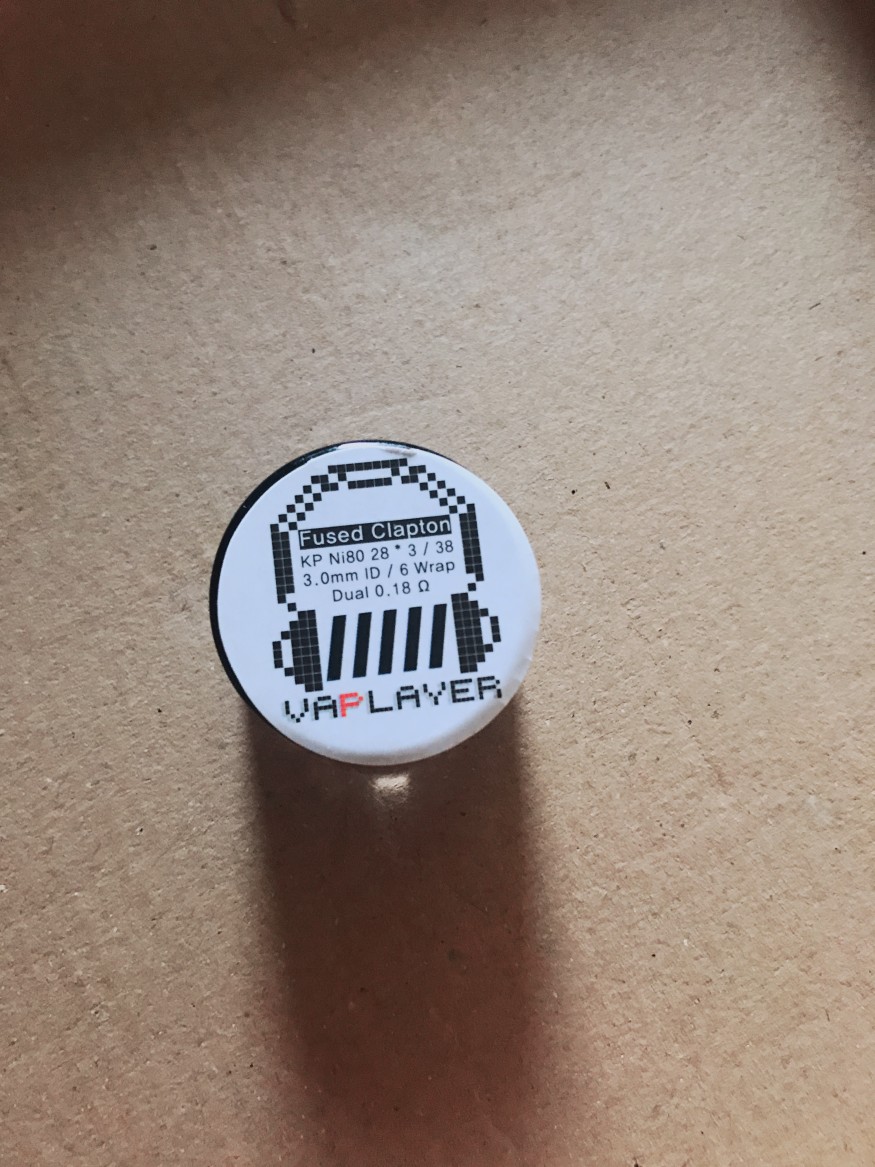 Fused Clapton
KP Ni80 28 * 3 / 38
3.0mm ID / 6 Wrap
Dual 0.18 Ω
VAPLAYER